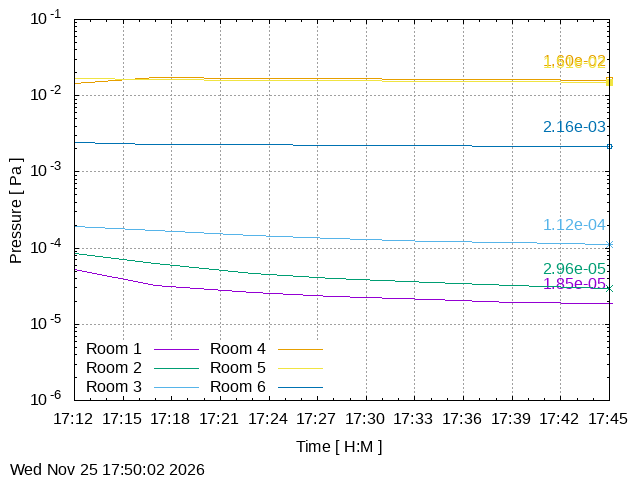 10^-1
10^-2
10^-3
10^-4
10^-5
10^-6
Pressure [ Pa ]
1.60e-02
2.16e-03
1.12e-04
2.96e-05
1.85e-05
Room 1
Room 4
Room 2
Room 5
Room 3
Room 6
17:12 17:15 17:18 17:21 17:24 17:27 17:30 17:33 17:36 17:39 17:42 17:45
Time [ H:M ]
Wed Nov 25 17:50:02 2026